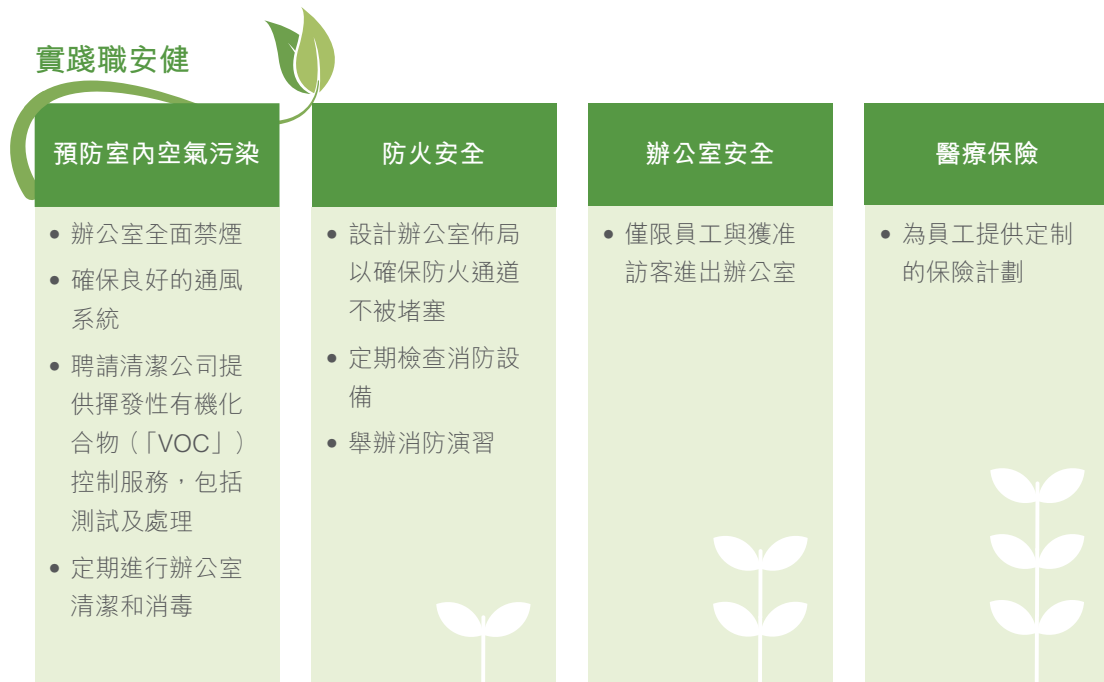 實踐職安健
預防室內空氣污染
• 辦公室全面禁煙
• 確保良好的通風
系統
• 聘請清潔公司提
供揮發性有機化
合物（「VOC」）
控制服務，包括
測試及處理
• 定期進行辦公室
清潔和消毒
防火安全
• 設計辦公室佈局
以確保防火通道
不被堵塞
• 定期檢查消防設
備
• 舉辦消防演習
辦公室安全
• 僅限員工與獲准
訪客進出辦公室
醫療保險
• 為員工提供定制
的保險計劃